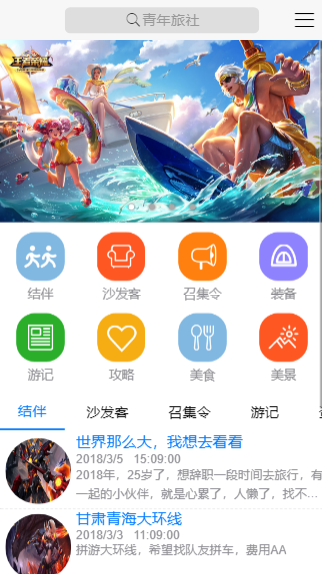 青年旅社
王者荣耀
结伴 沙发客 召集令 装备
游记 攻略 美食 美景
结伴 沙发客 召集令 游记
世界那么大，我想去看看
2018/3/5 15:09:00
2018年，25岁了，想辞职一段时间去旅行，有
一起的小伙伴，就是心累了，人懒了，找不...
甘肃青海大环线
2018/3/3 11:09:00
拼游大环线，希望找队友拼车，费用AA